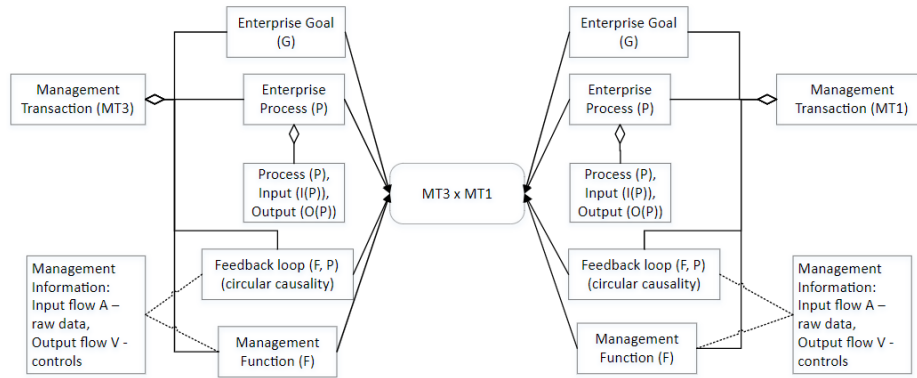 Enterprise Goal
(G)
Management
Transaction (MT3)
Enterprise
Process (P)
Process (P),
Input (I(P)),
Output (O(P))
Feedback loop (F, P)
(circular causality)
Management
Information:
Input flow A –
raw data,
Output flow V -
controls
Management
Function (F)
MT3 x MT1
Enterprise Goal
(G)
Enterprise
Process (P)
Management
Transaction (MT1)
Process (P),
Input (I(P)),
Output (O(P))
Feedback loop (F, P)
(circular causality)
Management
Information:
Input flow A –
raw data,
Output flow V -
controls
Management
Function (F)